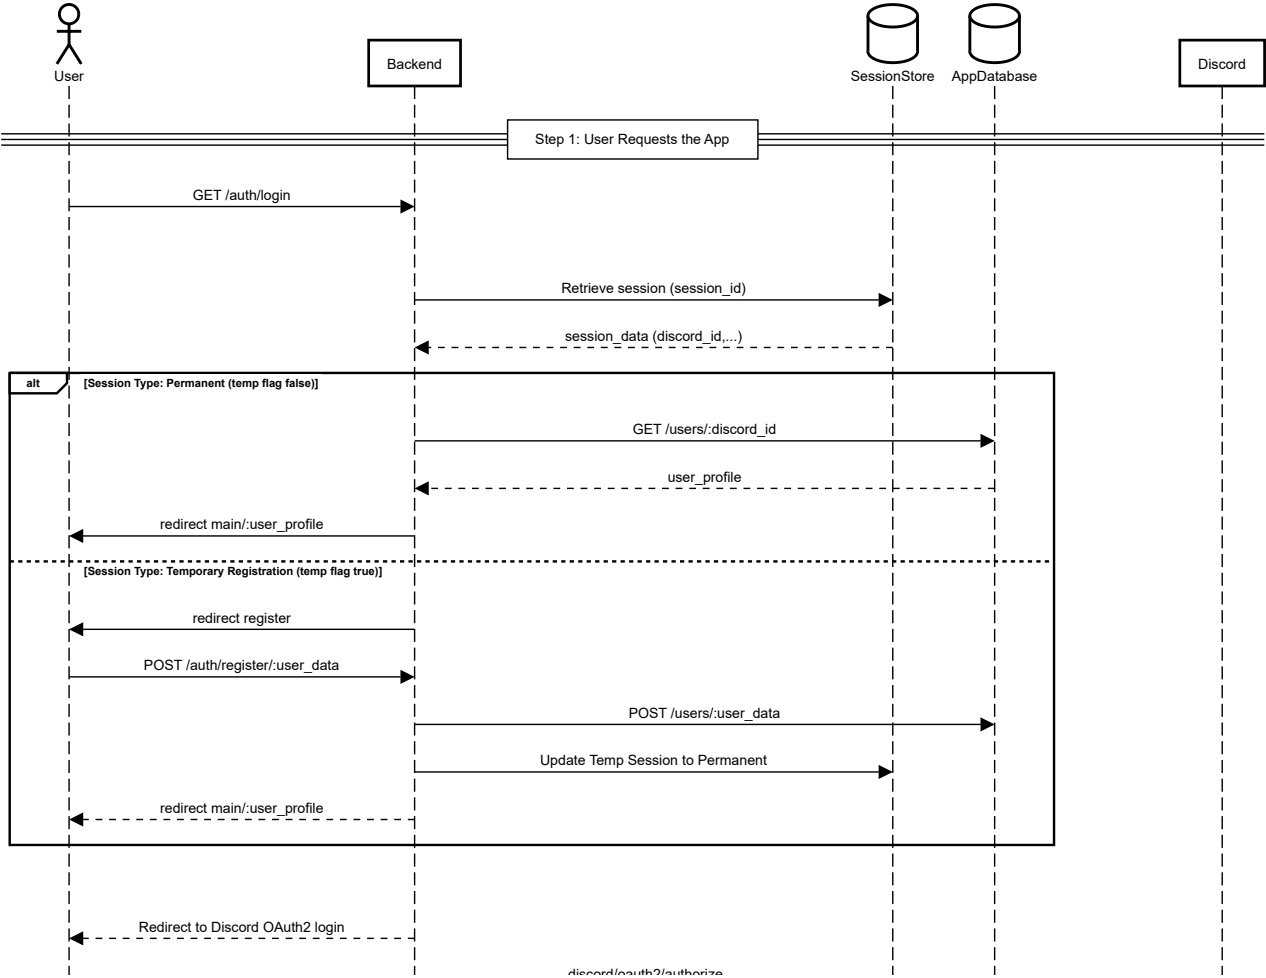 User
Backend
SessionStore
AppDatabase
Discord
Step 1: User Requests the App
GET /auth/login
Retrieve session (session_id)
session_data (discord_id,...)
alt
[Session Type: Permanent (temp flag false)]
GET /users/:discord_id
user_profile
redirect main/:user_profile
[Session Type: Temporary Registration (temp flag true)]
redirect register
POST /auth/register/:user_data
POST /users/:user_data
Update Temp Session to Permanent
redirect main/:user_profile
Redirect to Discord OAuth2 login
discord/oauth2/authorize